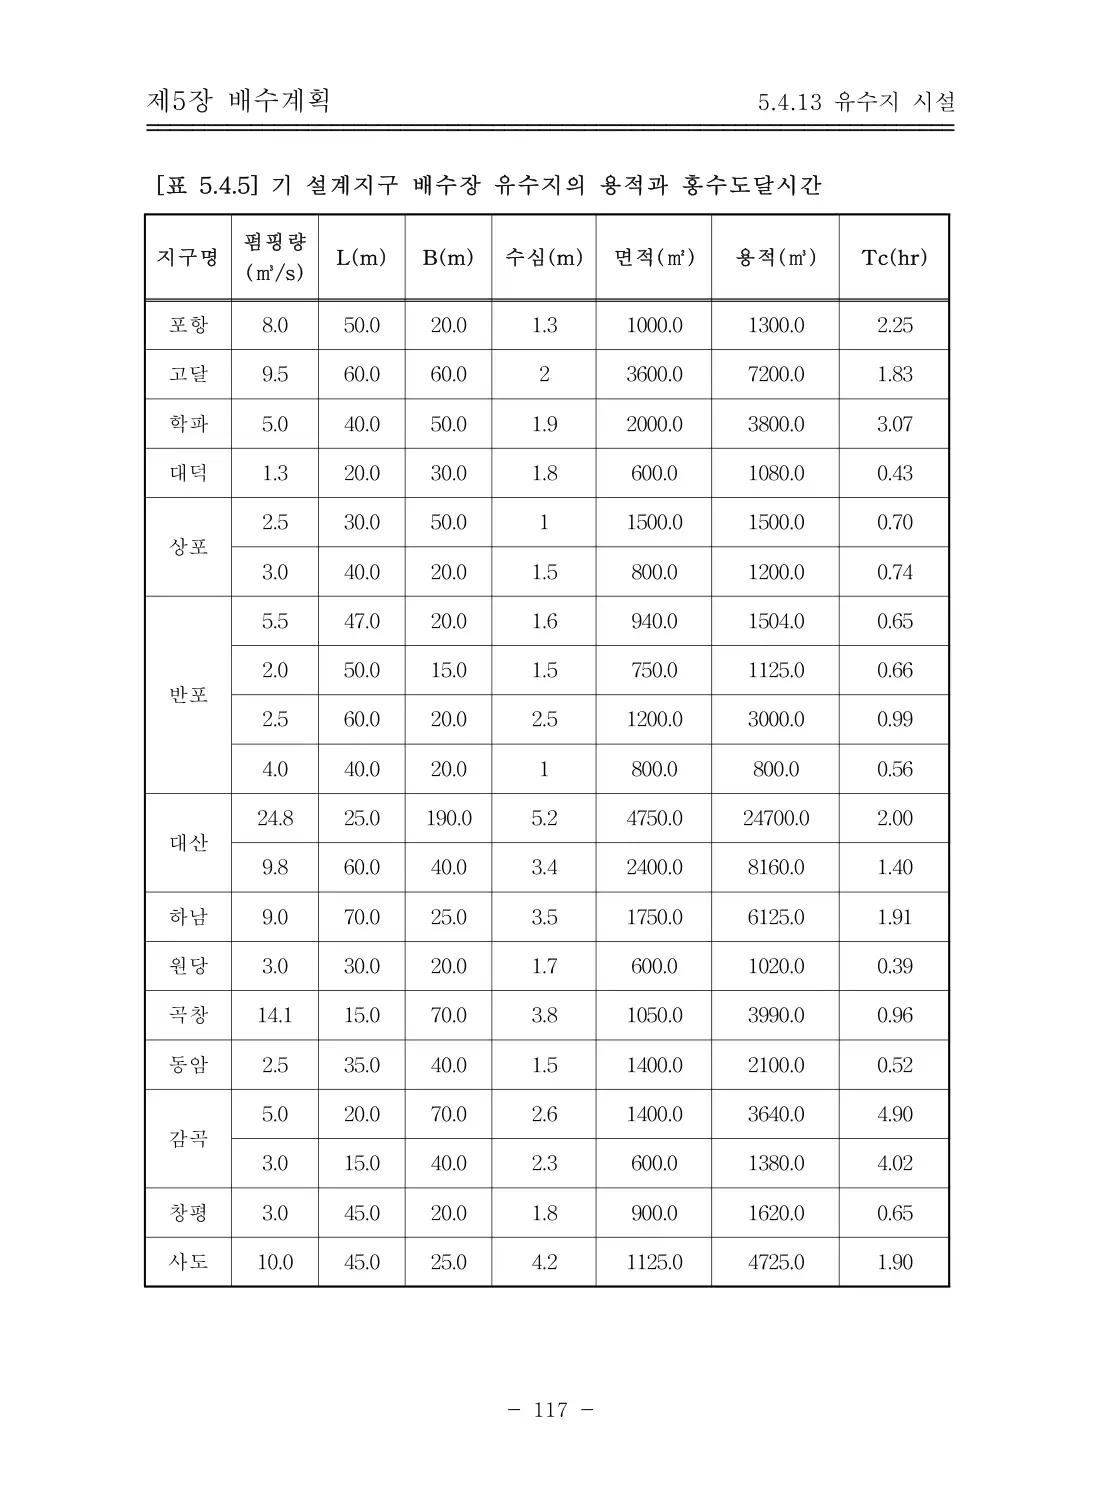 제5장 배수계획 5.4.13 유수지 시설
[표 5.4.5] 기 설계지구 배수장 유수지의 용적과 홍수도달시간
지구명 펌핑량(㎥/s) L(m) B(m) 수심(m) 면적(㎡) 용적(㎥) Tc(hr)
포항 8.0 50.0 20.0 1.3 1000.0 1300.0 2.25
고달 9.5 60.0 60.0 2 3600.0 7200.0 1.83
학파 5.0 40.0 50.0 1.9 2000.0 3800.0 3.07
대덕 1.3 20.0 30.0 1.8 600.0 1080.0 0.43
상포 2.5 30.0 50.0 1 1500.0 1500.0 0.70
3.0 40.0 20.0 1.5 800.0 1200.0 0.74
반포 5.5 47.0 20.0 1.6 940.0 1504.0 0.65
2.0 50.0 15.0 1.5 750.0 1125.0 0.66
2.5 60.0 20.0 2.5 1200.0 3000.0 0.99
4.0 40.0 20.0 1 800.0 800.0 0.56
대산 24.8 25.0 190.0 5.2 4750.0 24700.0 2.00
9.8 60.0 40.0 3.4 2400.0 8160.0 1.40
하남 9.0 70.0 25.0 3.5 1750.0 6125.0 1.91
원당 3.0 30.0 20.0 1.7 600.0 1020.0 0.39
곡창 14.1 15.0 70.0 3.8 1050.0 3990.0 0.96
동암 2.5 35.0 40.0 1.5 1400.0 2100.0 0.52
감곡 5.0 20.0 70.0 2.6 1400.0 3640.0 4.90
3.0 15.0 40.0 2.3 600.0 1380.0 4.02
창평 3.0 45.0 20.0 1.8 900.0 1620.0 0.65
사도 10.0 45.0 25.0 4.2 1125.0 4725.0 1.90
- 117 -